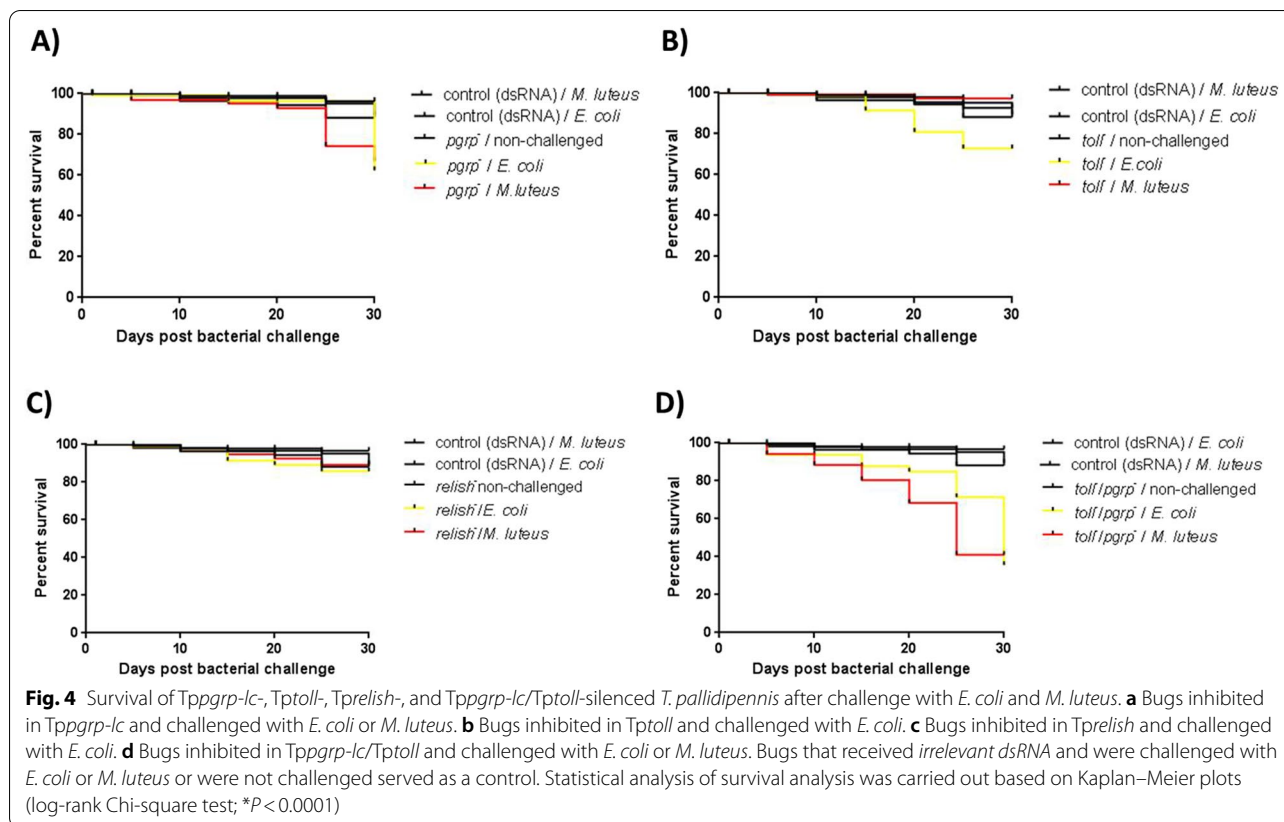 A)
Percent survival
100
80
60
40
20
0
0
10
20
30
Days post bacterial challenge
control (dsRNA) / M. luteus
control (dsRNA) / E. coli
pgrp⁻ / non-challenged
pgrp⁻ / E. coli
pgrp⁻ / M.luteus
B)
Percent survival
100
80
60
40
20
0
0
10
20
30
Days post bacterial challenge
control (dsRNA) / M. luteus
control (dsRNA) / E. coli
toll⁻ / non-challenged
toll⁻ / E.coli
toll⁻ / M. luteus
C)
Percent survival
100
80
60
40
20
0
0
10
20
30
Days post bacterial challenge
control (dsRNA) / M. luteus
control (dsRNA) / E. coli
relish⁻non-challenged
relish⁻/E. coli
relish⁻/M. luteus
D)
Percent survival
100
80
60
40
20
0
0
10
20
30
Days post bacterial challenge
control (dsRNA) / E. coli
control (dsRNA) / M. luteus
toll⁻/pgrp⁻ / non-challenged
toll⁻/pgrp⁻ / E. coli
toll⁻/pgrp⁻ / M. luteus
Fig. 4 Survival of Tppgrp-lc-, Tptoll-, Tprelish-, and Tppgrp-lc/Tptoll-silenced T. pallidipennis after challenge with E. coli and M. luteus. a Bugs inhibited
in Tppgrp-lc and challenged with E. coli or M. luteus. b Bugs inhibited in Tptoll and challenged with E. coli. c Bugs inhibited in Tprelish and challenged
with E. coli. d Bugs inhibited in Tppgrp-lc/Tptoll and challenged with E. coli or M. luteus. Bugs that received irrelevant dsRNA and were challenged with
E. coli or M. luteus or were not challenged served as a control. Statistical analysis of survival analysis was carried out based on Kaplan–Meier plots
(log-rank Chi-square test; *P < 0.0001)